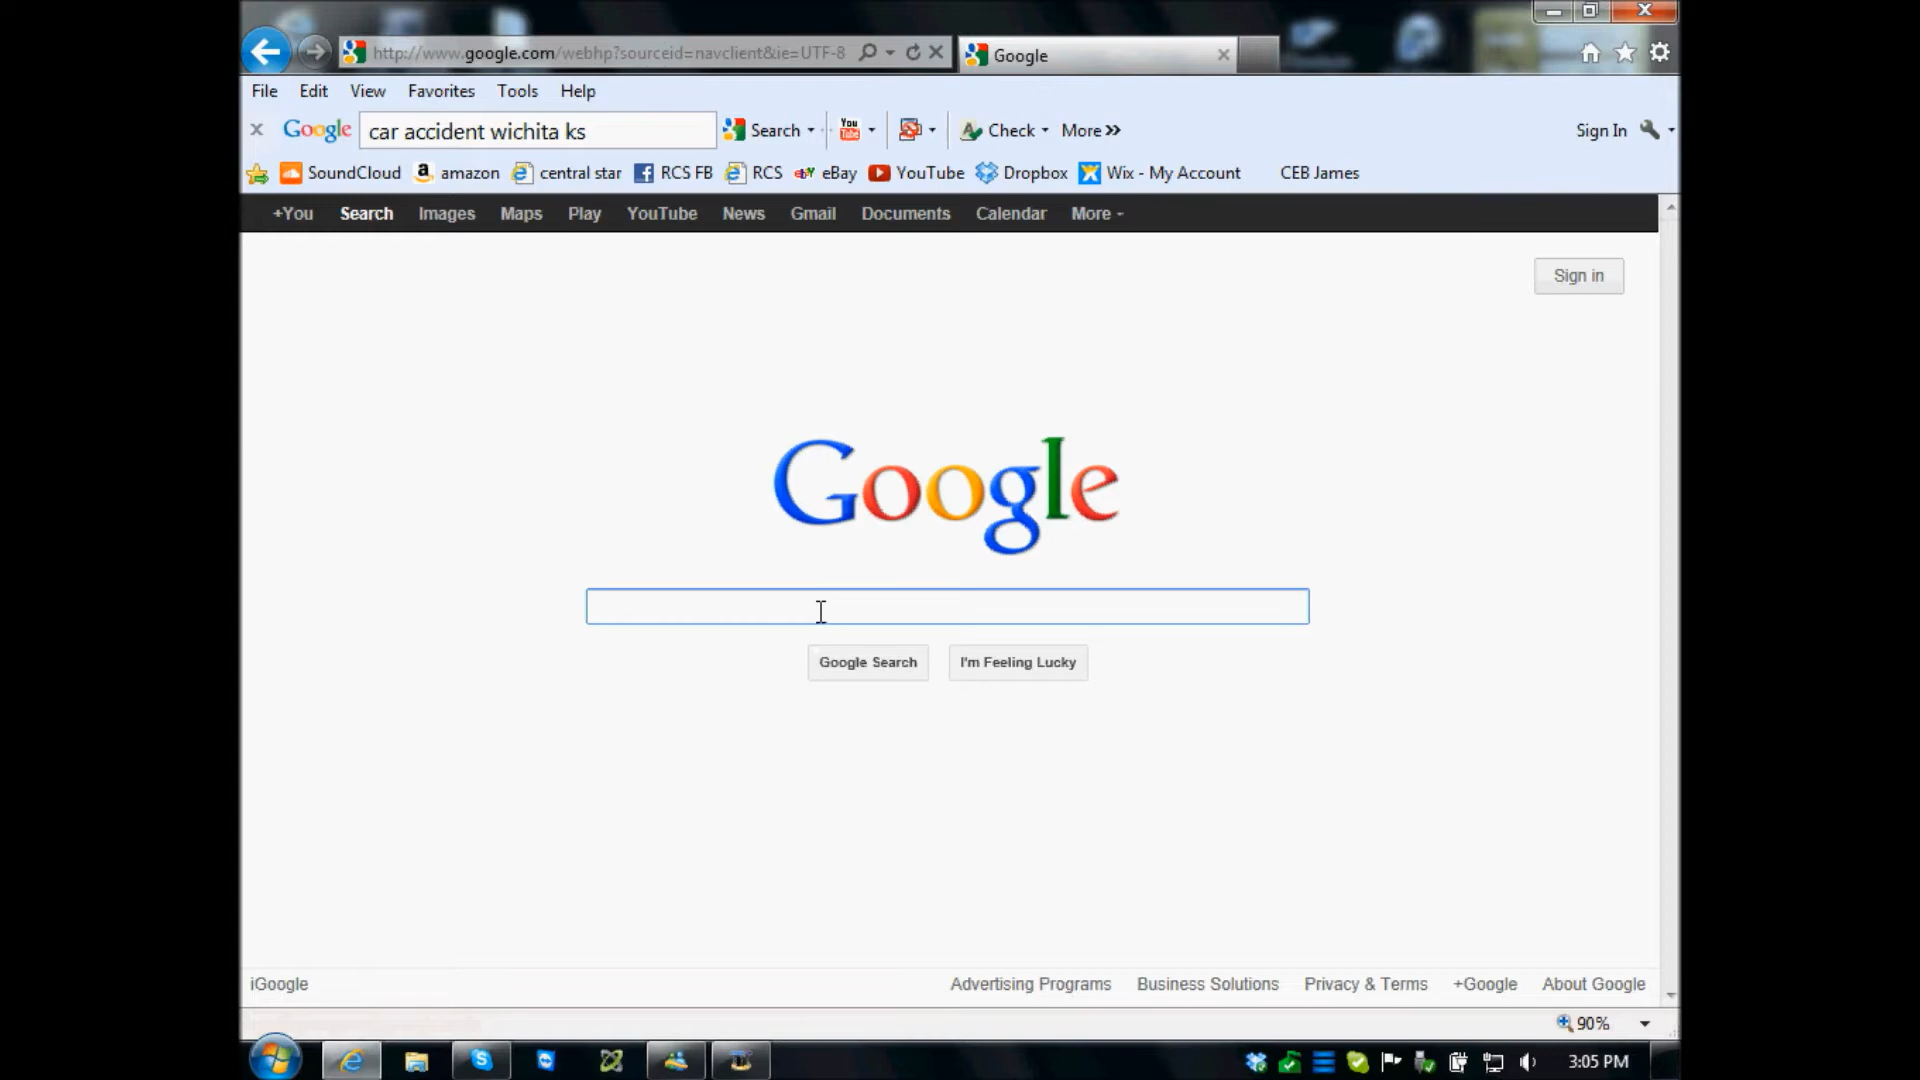 http://www.google.com/webhp?sourceid=navclient&ie=UTF-8
Google
File Edit View Favorites Tools Help
Google car accident wichita ks Search You Tube Check More Sign In
SoundCloud amazon central star RCS FB RCS eBay YouTube Dropbox Wix - My Account CEB James
+You Search Images Maps Play YouTube News Gmail Documents Calendar More
Sign in
Google
Google Search I'm Feeling Lucky
iGoogle Advertising Programs Business Solutions Privacy & Terms +Google About Google
90%
3:05 PM